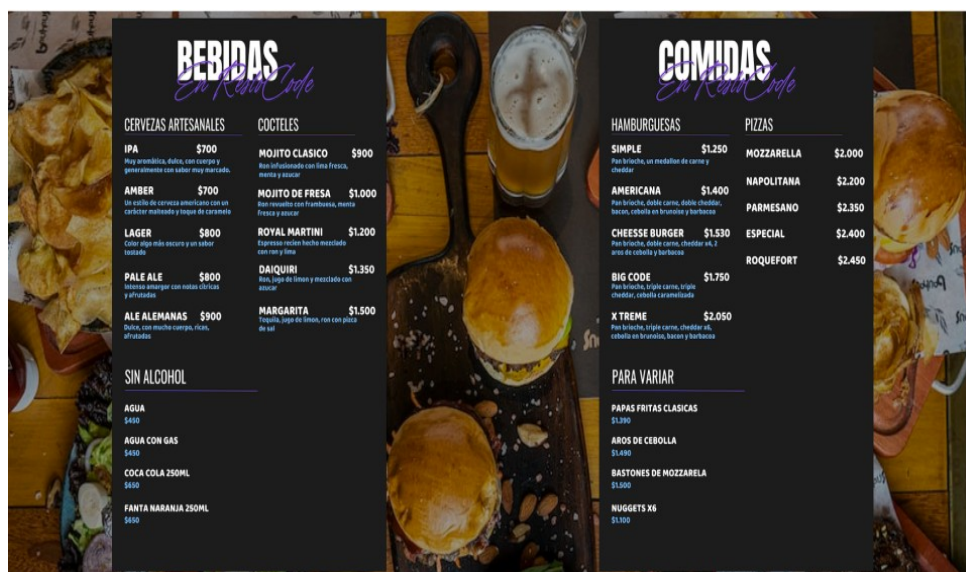 BEBIDAS
En RestoCode
CERVEZAS ARTESANALES
IPA $700
Muy aromática, dulce, con cuerpo y
generalmente con sabor muy marcado.
AMBER $700
Un estilo de cerveza americano con un
carácter malteado y toque de caramelo
LAGER $800
Color algo más oscuro y un sabor
tostado
PALE ALE $800
Intenso amargor con notas cítricas
y afrutadas
ALE ALEMANAS $900
Dulce, con mucho cuerpo, ricas,
afrutadas
COCTELES
MOJITO CLASICO $900
Ron infusionado con lima fresca,
menta y azucar
MOJITO DE FRESA $1.000
Ron revuelto con frambuesa, menta
fresca y azucar
ROYAL MARTINI $1.200
Espresso recien hecho mezclado
con ron y lima
DAIQUIRI $1.350
Ron, jugo de limon y mezclado con
azucar
MARGARITA $1.500
Tequila, jugo de limon, ron con pizca
de sal
SIN ALCOHOL
AGUA
$450
AGUA CON GAS
$450
COCA COLA 250ML
$650
FANTA NARANJA 250ML
$650
COMIDAS
En RestoCode
HAMBURGUESAS
SIMPLE $1.250
Pan brioche, un medallon de carne y
cheddar
AMERICANA $1.400
Pan brioche, doble carne, doble cheddar,
bacon, cebolla en brunoise y barbacoa
CHEESSE BURGER $1.530
Pan brioche, doble carne, cheddar x4, 2
aros de cebolla y barbacoa
BIG CODE $1.750
Pan brioche, triple carne, triple
cheddar, cebolla caramelizada
X TREME $2.050
Pan brioche, triple carne, cheddar x6,
cebolla en brunoise, bacon y barbacoa
PIZZAS
MOZZARELLA $2.000
NAPOLITANA $2.200
PARMESANO $2.350
ESPECIAL $2.400
ROQUEFORT $2.450
PARA VARIAR
PAPAS FRITAS CLASICAS
$1.390
AROS DE CEBOLLA
$1.490
BASTONES DE MOZZARELA
$1.500
NUGGETS X6
$1.100